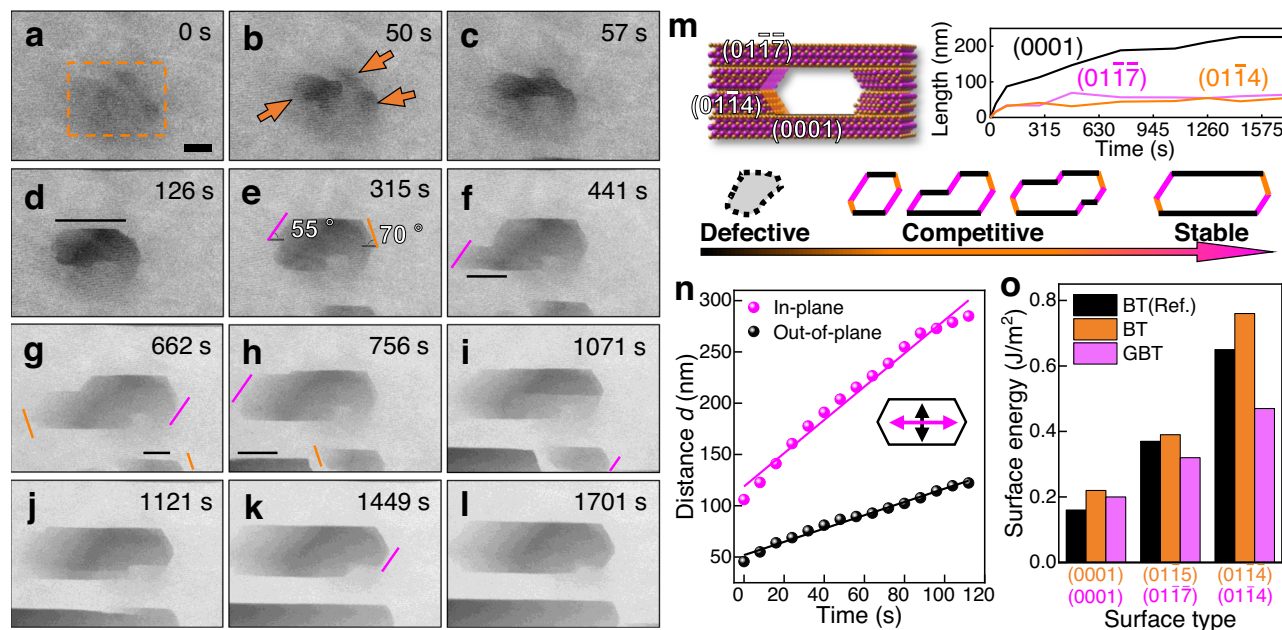 a
0 s
b
50 s
c
57 s
d
126 s
e
315 s
55 °
70 °
f
441 s
g
662 s
h
756 s
i
1071 s
j
1121 s
k
1449 s
l
1701 s
m
(011̄7̄)
(011̄4)
(0001)
Length (nm)
200
100
0
(0001)
(011̄7̄)
(011̄4)
0 315 630 945 1260 1575
Time (s)
Defective
Competitive
Stable
n
Distance d (nm)
300
250
200
150
100
50
In-plane
Out-of-plane
0 20 40 60 80 100 120
Time (s)
o
Surface energy (J/m²)
0.8
0.6
0.4
0.2
0.0
BT(Ref.)
BT
GBT
(0001) (011̄5) (011̄4̄)
(0001) (011̄7̄) (011̄4)
Surface type